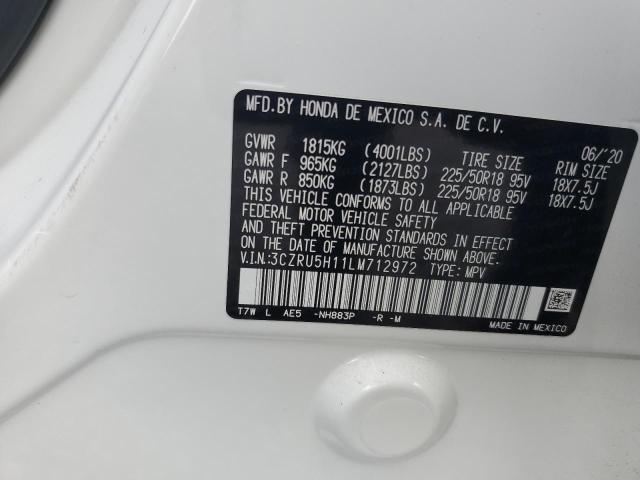 MFD.BY HONDA DE MEXICO S.A. DE C.V.
06/'20
GVWR 1815KG (4001LBS) TIRE SIZE RIM SIZE
GAWR F 965KG (2127LBS) 225/50R18 95V 18X7.5J
GAWR R 850KG (1873LBS) 225/50R18 95V 18X7.5J
THIS VEHICLE CONFORMS TO ALL APPLICABLE
FEDERAL MOTOR VEHICLE SAFETY
AND THEFT PREVENTION STANDARDS IN EFFECT
ON THE DATE OF MANUFACTURE SHOWN ABOVE.
V.I.N:3CZRU5H11LM712972 TYPE: MPV
T7W L AE5 -NH883P -R -M
MADE IN MEXICO